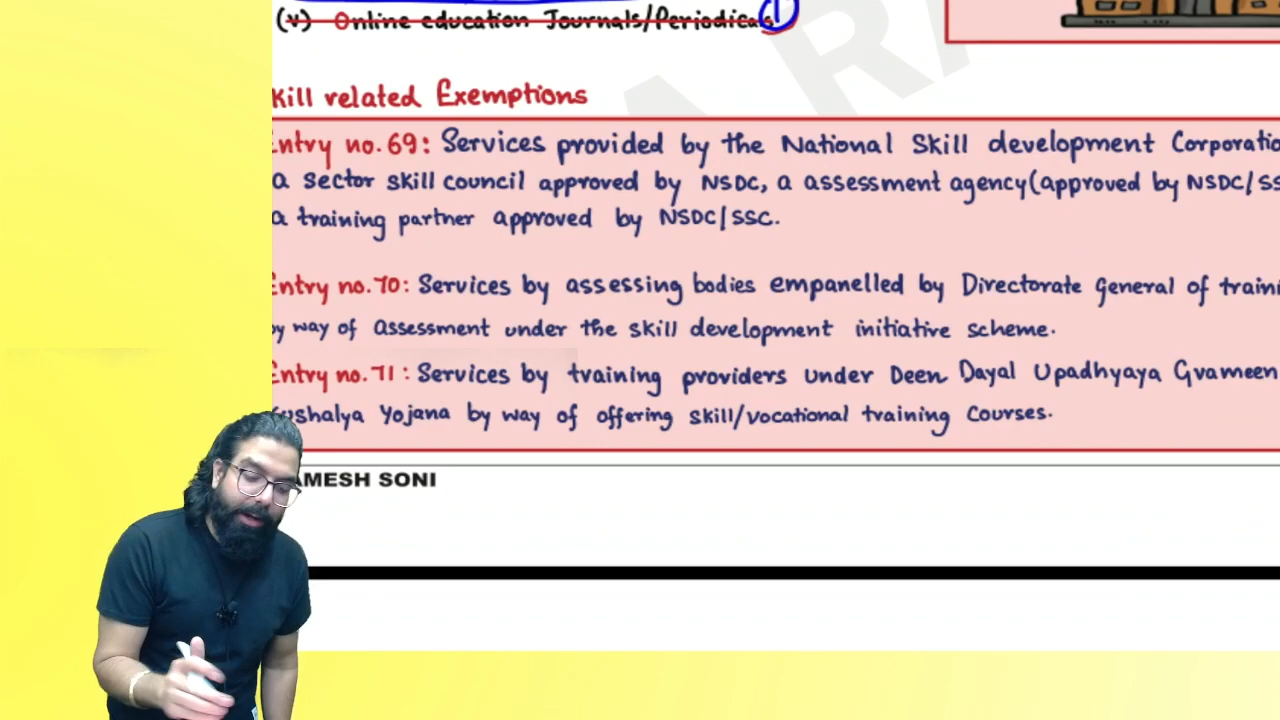 (v) Online education Journals/Periodicals
kill related Exemptions
Entry no.69: Services provided by the National Skill development Corporatio
a sector skill council approved by NSDC, a assessment agency(approved by NSDC/SS
a training partner approved by NSDC/SSC.
Entry no.70: Services by assessing bodies empanelled by Directorate General of traini
by way of Assessment under the skill development initiative scheme.
Entry no.71: Services by training providers under Deen Dayal Upadhyaya Grameen
ushalya Yojana by way of offering skill/vocational training Courses.
AMESH SONI